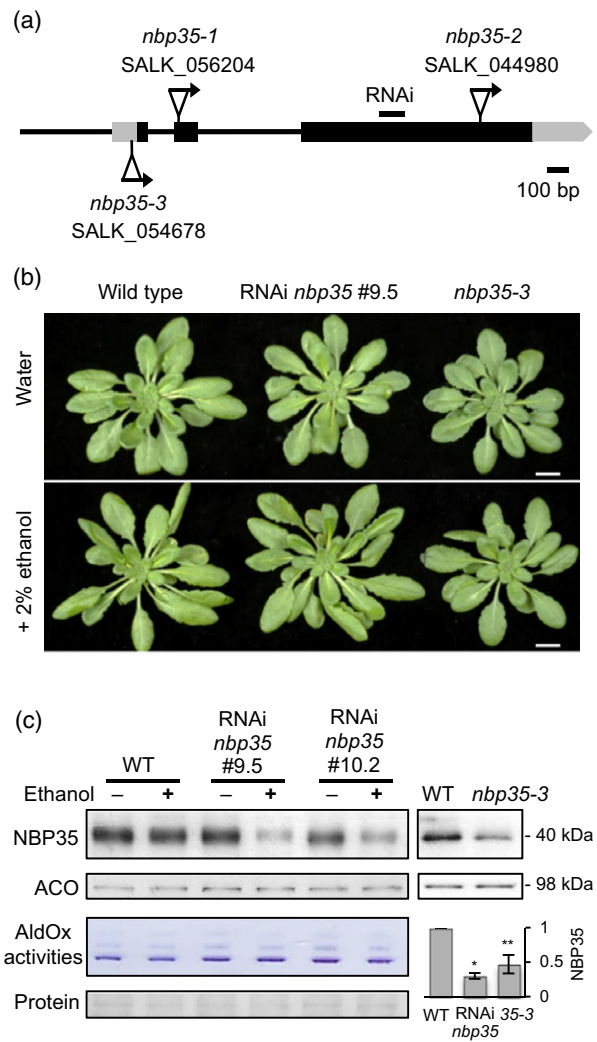 (a)
nbp35-1
SALK_056204
nbp35-2
SALK_044980
RNAi
100 bp
nbp35-3
SALK_054678
(b)
Wild type
RNAi nbp35 #9.5
nbp35-3
Water
+ 2% ethanol
(c)
WT
RNAi
nbp35
#9.5
RNAi
nbp35
#10.2
Ethanol – + – + – +
WT nbp35-3
NBP35
- 40 kDa
ACO
- 98 kDa
AldOx
activities
Protein
* **
1
0.5
0
NBP35
WT RNAi 35-3
nbp35